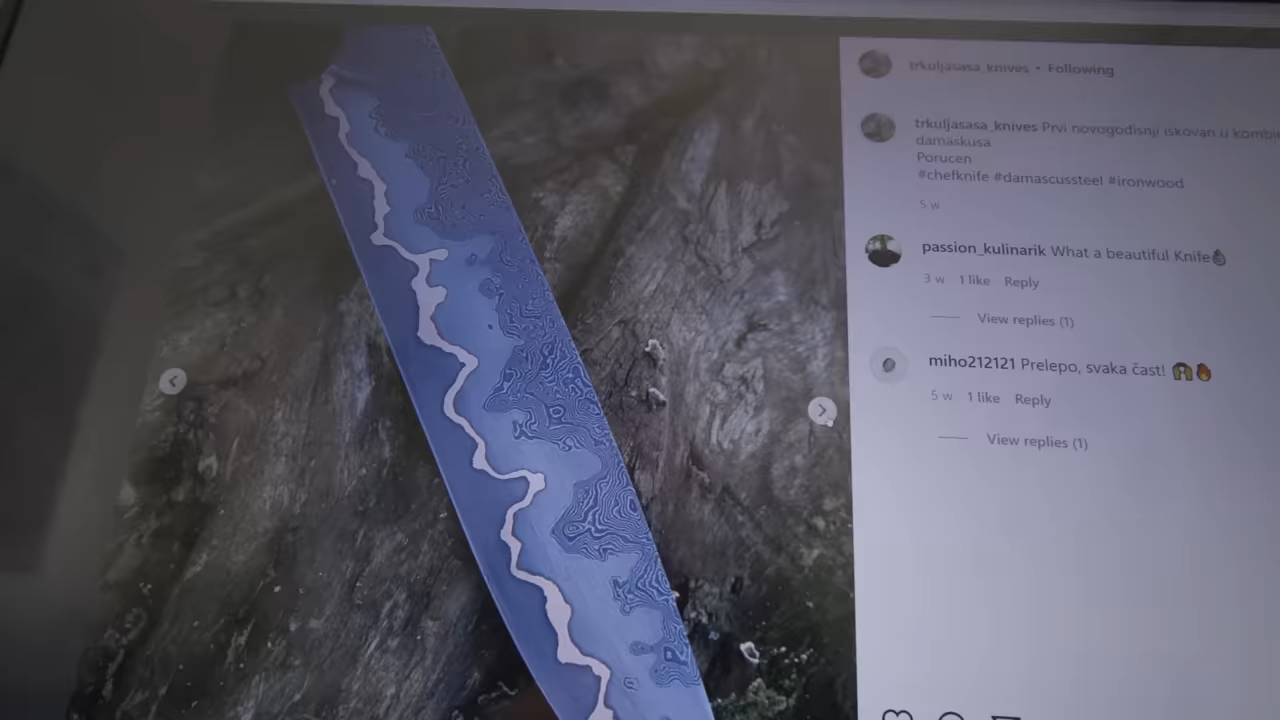 trkuljasasa_knives • Following
trkuljasasa_knives Prvi novogodisnji iskovan u kombi
damaskusa
Porucen
#chefknife #damascussteel #ironwood
5 w
passion_kulinarik What a beautiful Knife
3 w 1 like Reply
View replies (1)
miho212121 Prelepo, svaka čast!
5 w 1 like Reply
View replies (1)